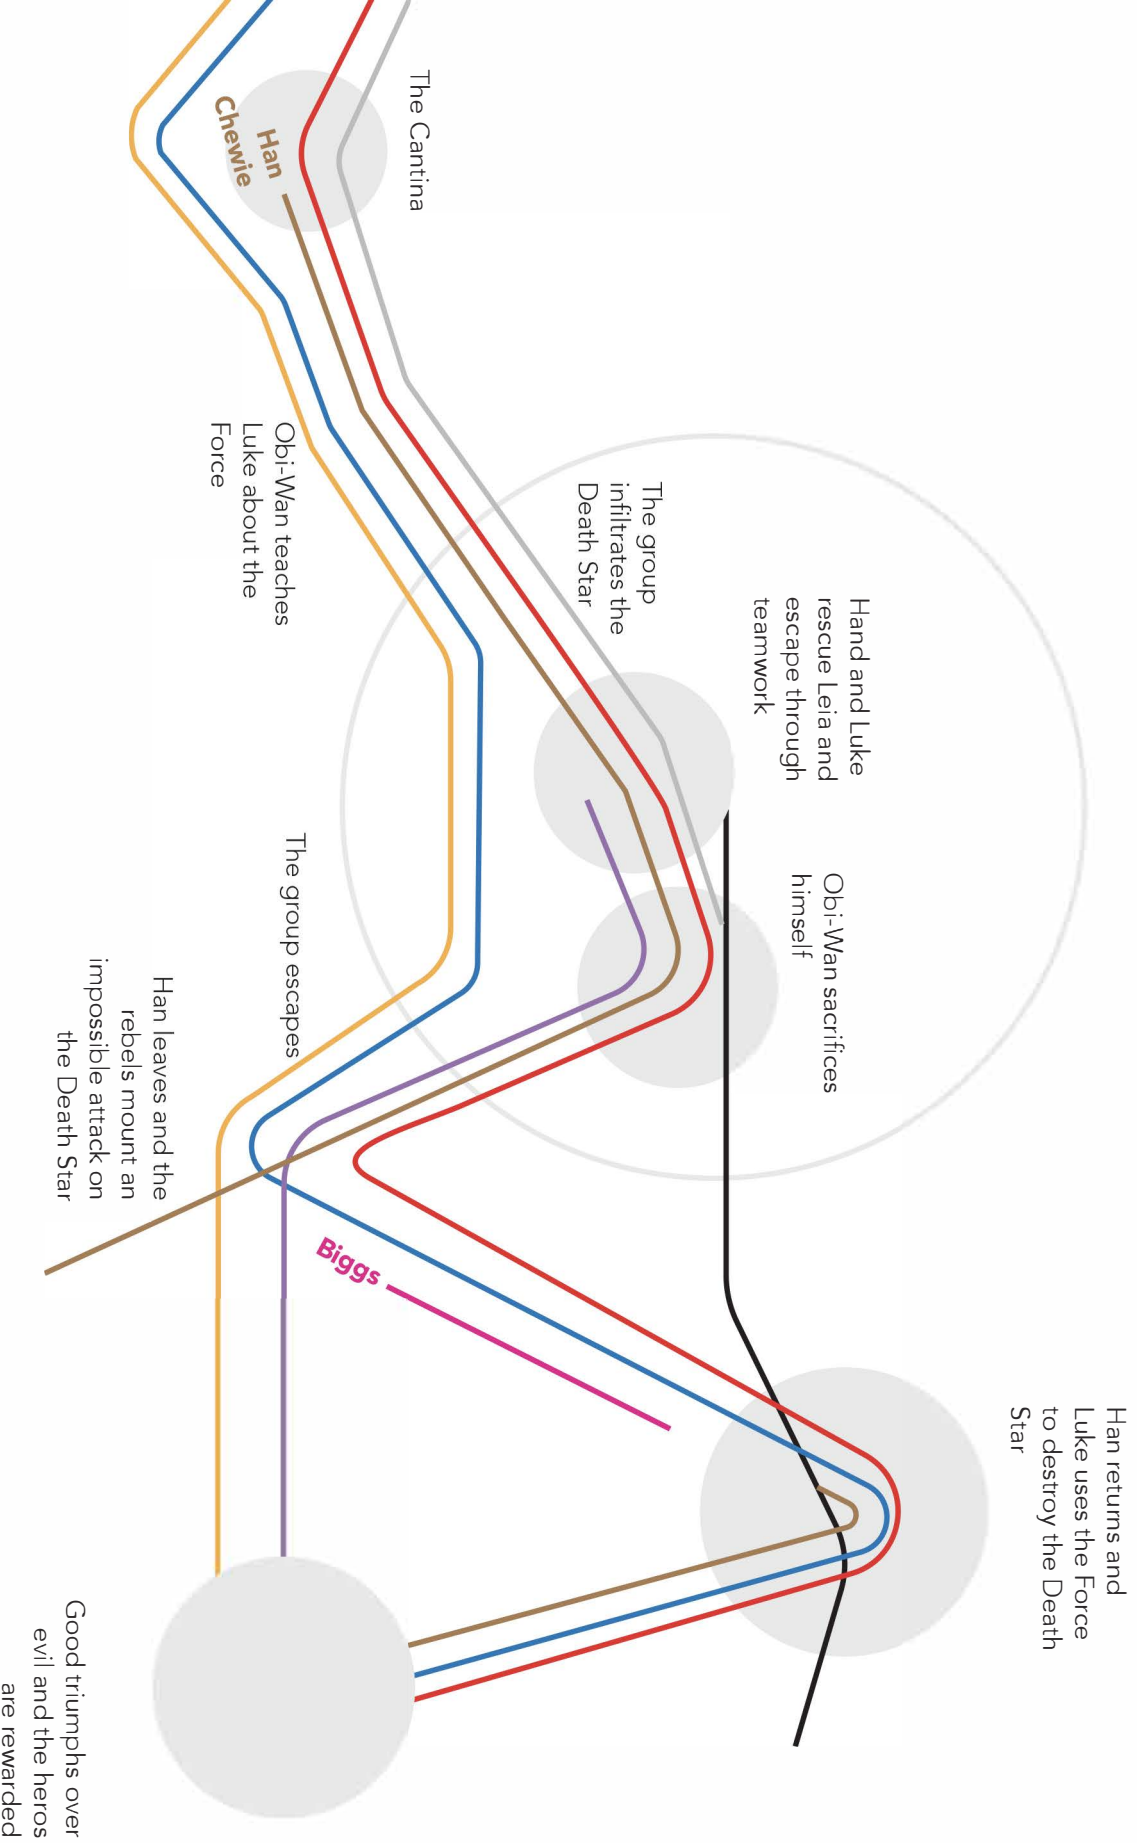 The Cantina
Han
Chewie
Obi-Wan teaches
Luke about the
Force
The group
infiltrates the
Death Star
Hand and Luke
rescue Leia and
escape through
teamwork
Obi-Wan sacrifices
himself
The group escapes
Han leaves and the
rebels mount an
impossible attack on
the Death Star
Biggs
Han returns and
Luke uses the Force
to destroy the Death
Star
Good triumphs over
evil and the heros
are rewarded